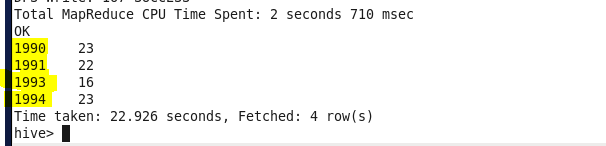 Total MapReduce CPU Time Spent: 2 seconds 710 msec
OK
1990 23
1991 22
1993 16
1994 23
Time taken: 22.926 seconds, Fetched: 4 row(s)
hive>